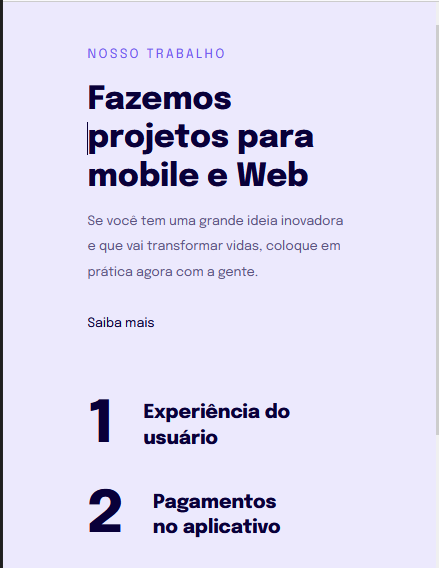 NOSSO TRABALHO
Fazemos
projetos para
mobile e Web
Se você tem uma grande ideia inovadora
e que vai transformar vidas, coloque em
prática agora com a gente.
Saiba mais
1 Experiência do
usuário
2 Pagamentos
no aplicativo